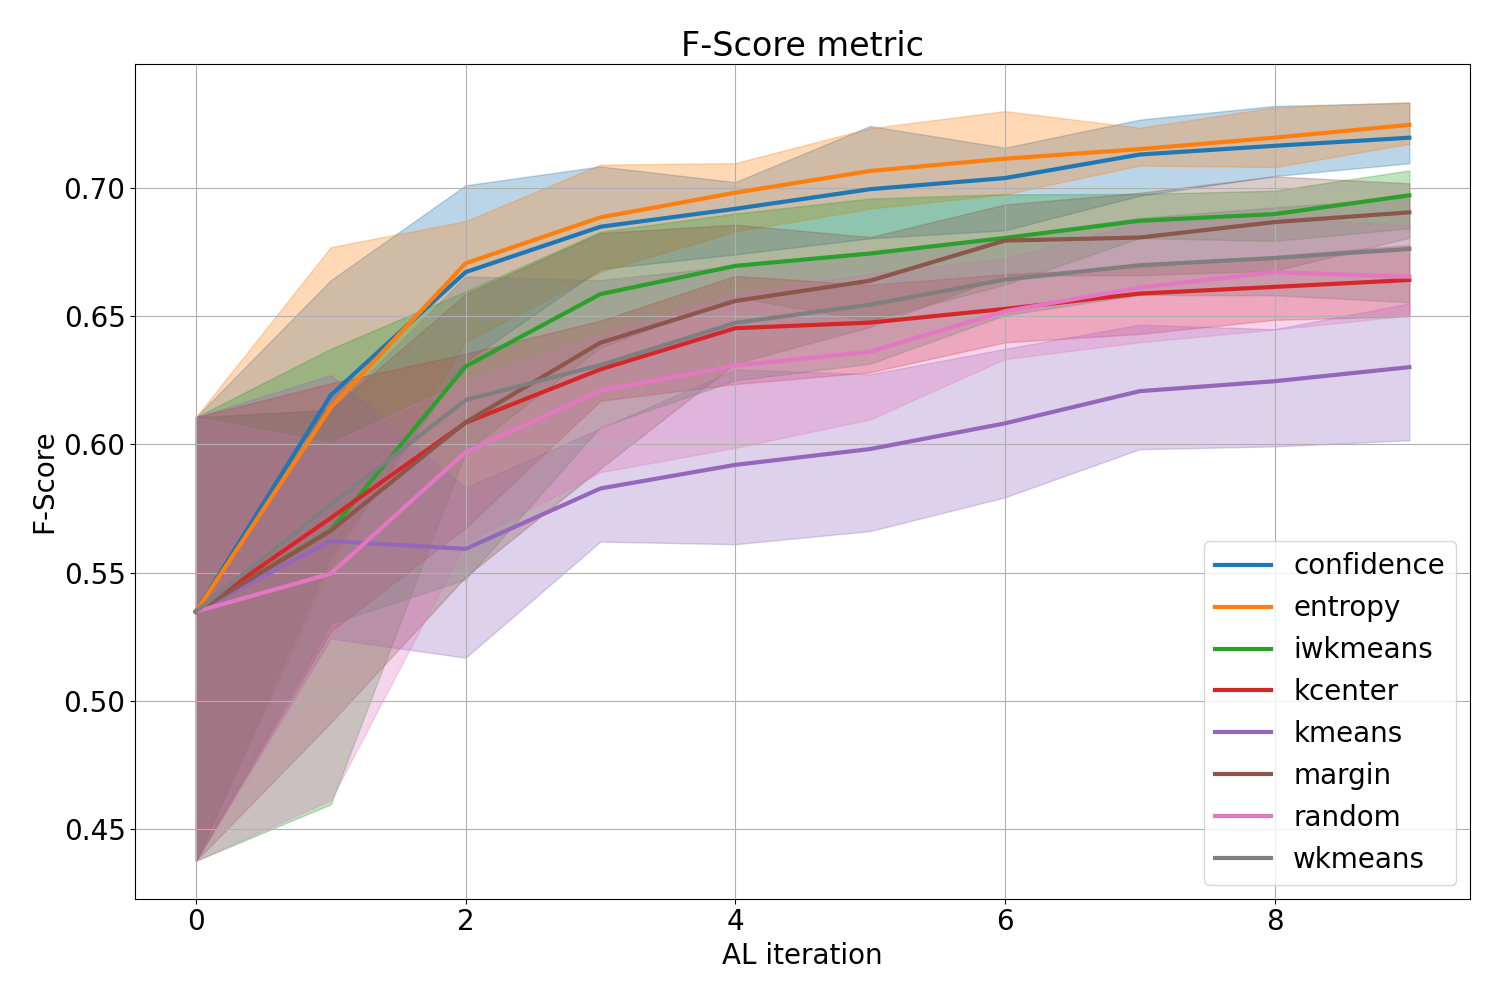 F-Score metric
F-Score
0.70
0.65
0.60
0.55
0.50
0.45
0
2
4
6
8
AL iteration
confidence
entropy
iwkmeans
kcenter
kmeans
margin
random
wkmeans